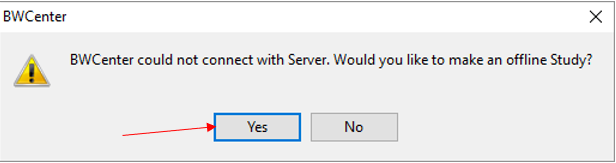 BWCenter
BWCenter could not connect with Server. Would you like to make an offline Study?
Yes
No